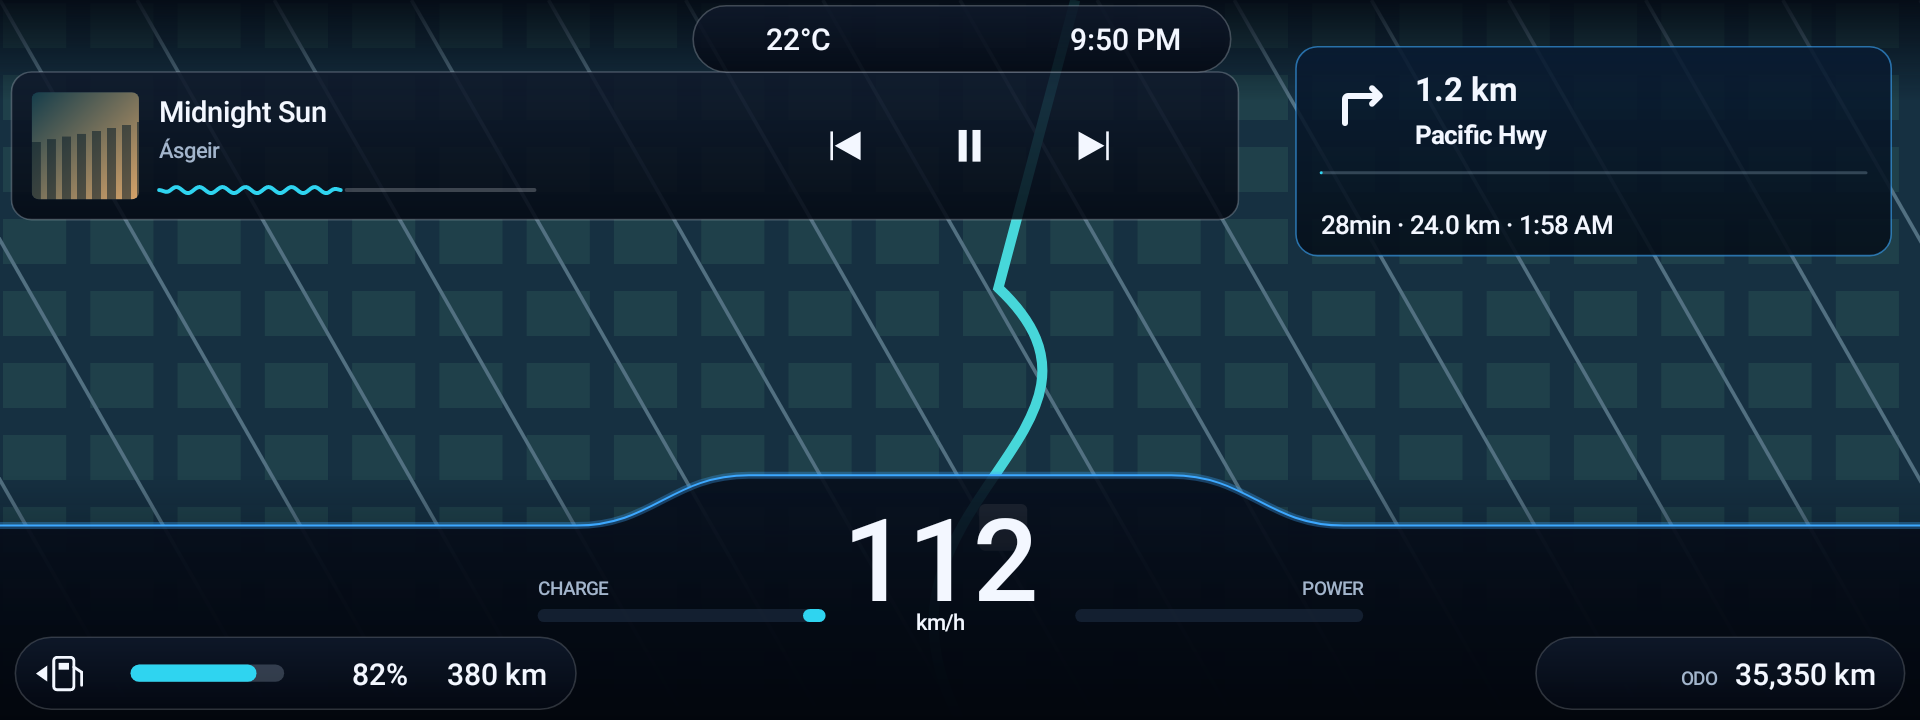 22°C 9:50 PM
Midnight Sun
Ásgeir
1.2 km
Pacific Hwy
28min · 24.0 km · 1:58 AM
112
km/h
CHARGE
POWER
82% 380 km
ODO 35,350 km